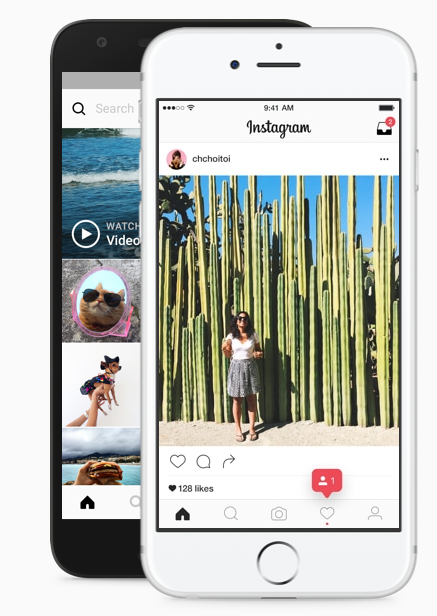 9:41 AM
Search
Instagram
2
chchoitoi
WATCH
Video
128 likes
1